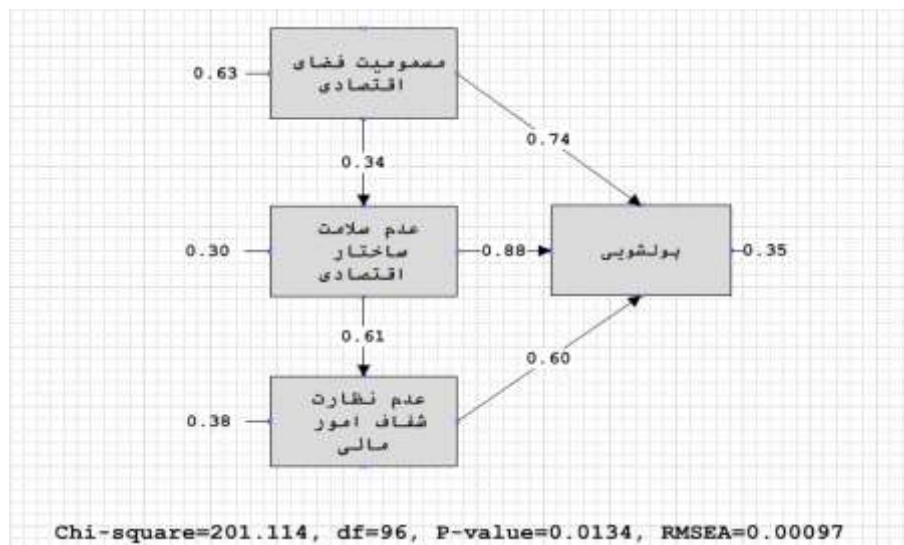 مسمومیت فضای
اقتصادی
0.63
0.74
0.34
عدم سلامت
ساختار
اقتصادی
0.30
0.88
پولشویی
0.35
0.61
0.60
عدم نظارت
شفاف امور
مالی
0.38
Chi-square=201.114, df=96, P-value=0.0134, RMSEA=0.00097